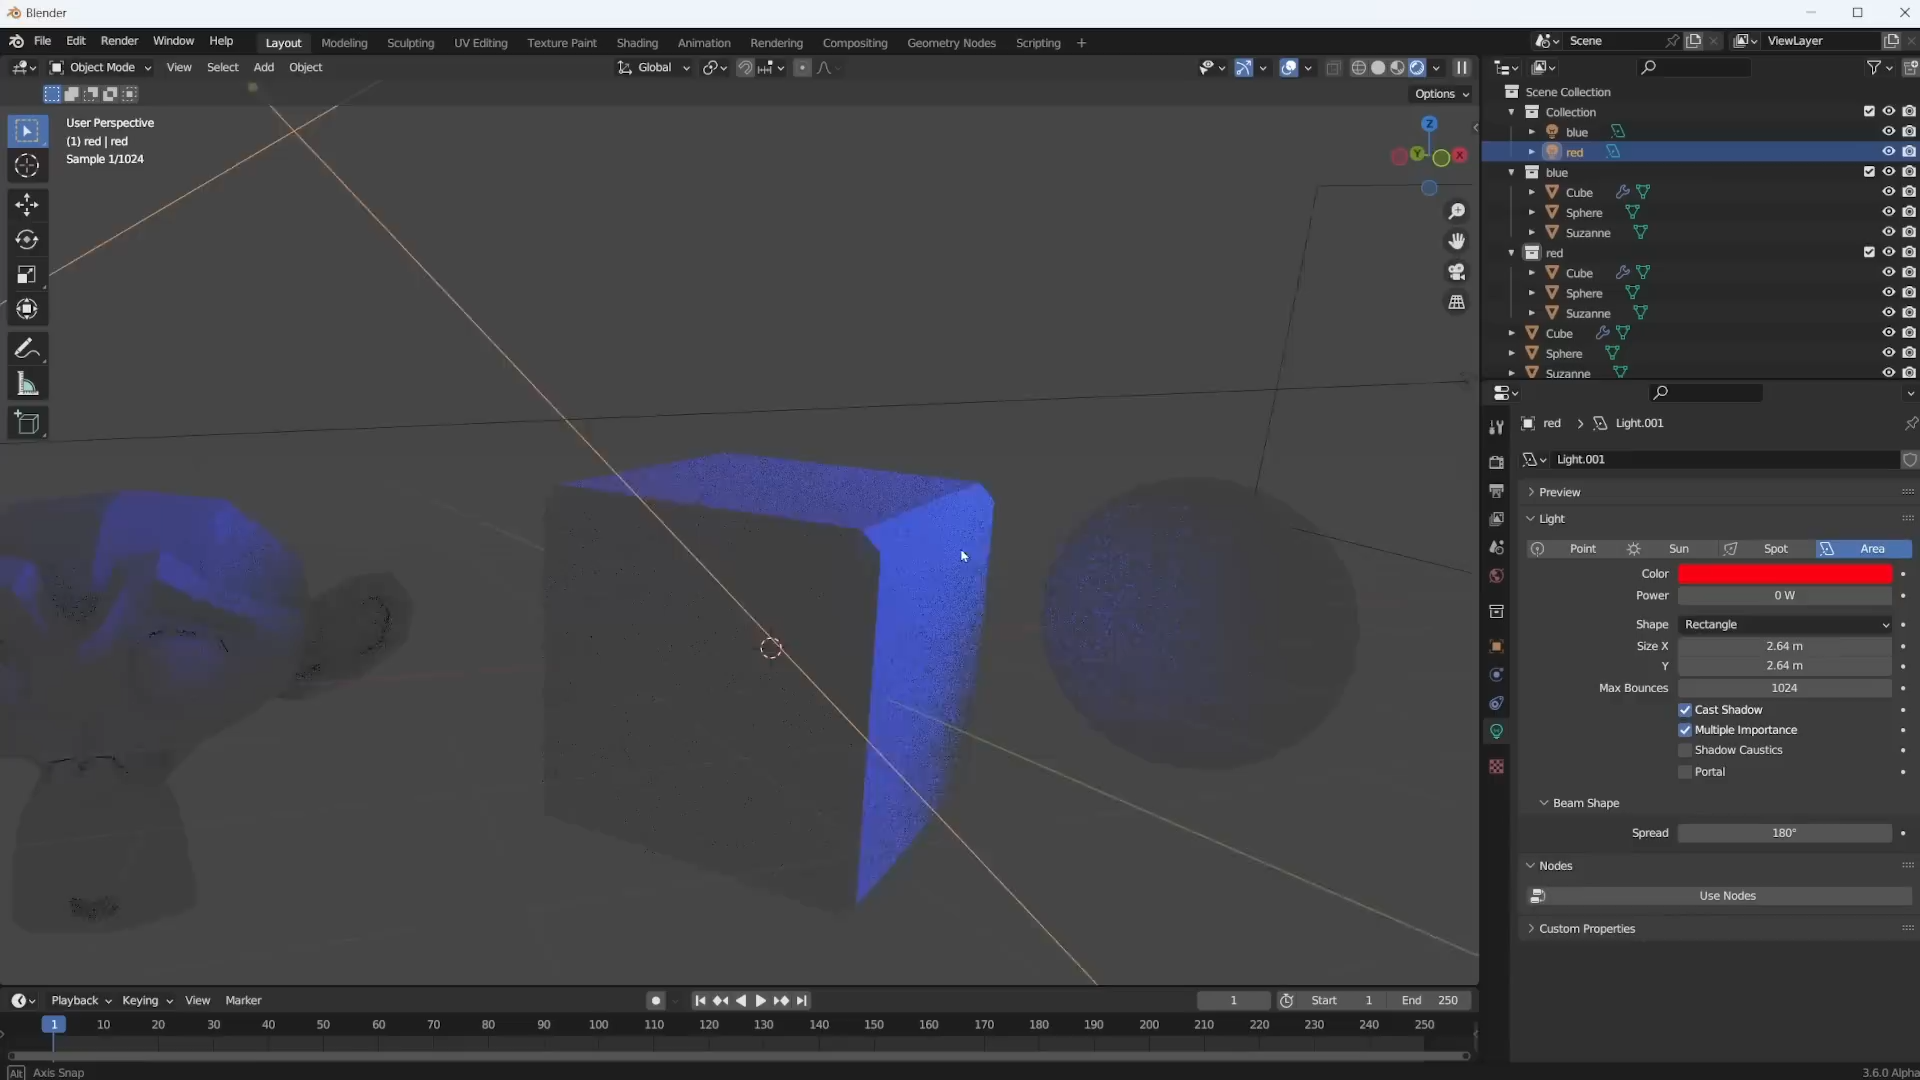 Blender
File Edit Render Window Help Layout Modeling Sculpting UV Editing Texture Paint Shading Animation Rendering Compositing Geometry Nodes Scripting + Scene ViewLayer
Object Mode View Select Add Object Global
Options
User Perspective
(1) red | red
Sample 1/1024
Z
Y
X
Scene Collection
Collection
blue
red
blue
Cube
Sphere
Suzanne
red
Cube
Sphere
Suzanne
Cube
Sphere
Suzanne
red > Light.001
Light.001
Preview
Light
Point Sun Spot Area
Color
Power 0 W
Shape Rectangle
Size X 2.64 m
Y 2.64 m
Max Bounces 1024
Cast Shadow
Multiple Importance
Shadow Caustics
Portal
Beam Shape
Spread 180°
Nodes
Use Nodes
Custom Properties
Playback Keying View Marker 1 Start 1 End 250
1 10 20 30 40 50 60 70 80 90 100 110 120 130 140 150 160 170 180 190 200 210 220 230 240 250
Alt Axis Snap
3.6.0 Alpha